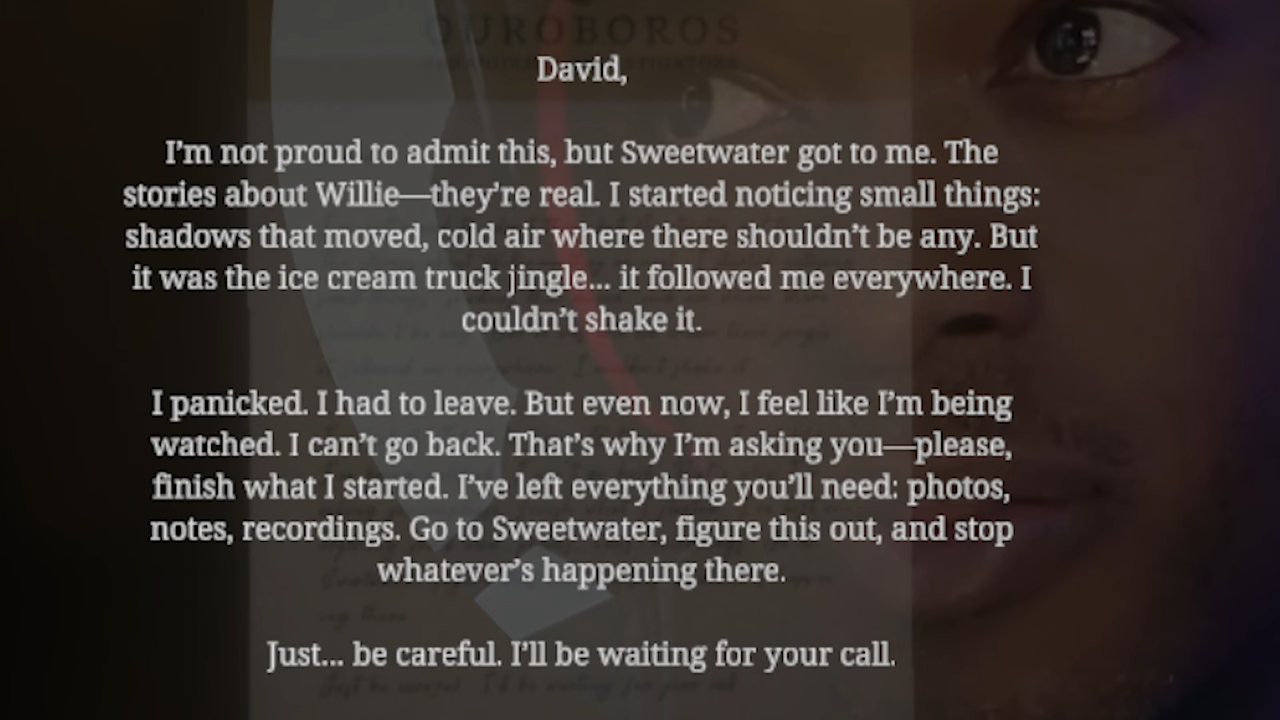 OUROBOROS
David,
I’m not proud to admit this, but Sweetwater got to me. The
stories about Willie—they’re real. I started noticing small things:
shadows that moved, cold air where there shouldn’t be any. But
it was the ice cream truck jingle... it followed me everywhere. I
couldn’t shake it.
I panicked. I had to leave. But even now, I feel like I’m being
watched. I can’t go back. That’s why I’m asking you—please,
finish what I started. I’ve left everything you’ll need: photos,
notes, recordings. Go to Sweetwater, figure this out, and stop
whatever’s happening there.
Just... be careful. I’ll be waiting for your call.